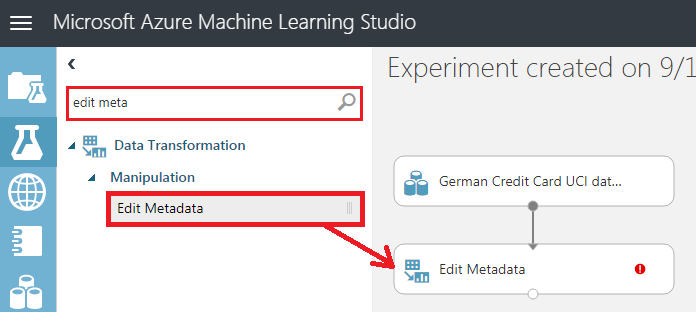 Microsoft Azure Machine Learning Studio
edit meta
Data Transformation
Manipulation
Edit Metadata
Experiment created on 9/1
German Credit Card UCI dat...
Edit Metadata